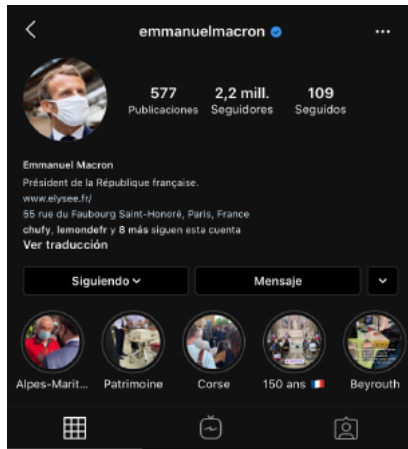 emmanuelmacron
577 2,2 mill. 109
Publicaciones Seguidores Seguidos
Emmanuel Macron
Président de la République française.
www.elysee.fr/
55 rue du Faubourg Saint-Honoré, Paris, France
chufy, lemondefr y 8 más siguen esta cuenta
Ver traducción
Siguiendo Mensaje
Alpes-Marit... Patrimoine Corse 150 ans 🇫🇷 Beyrouth